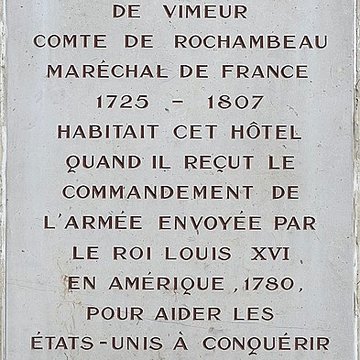 DE VIMEUR
COMTE DE ROCHAMBEAU
MARÉCHAL DE FRANCE
1725 - 1807
HABITAIT CET HÔTEL
QUAND IL REÇUT LE
COMMANDEMENT DE
L'ARMÉE ENVOYÉE PAR
LE ROI LOUIS XVI
EN AMÉRIQUE, 1780,
POUR AIDER LES
ÉTATS-UNIS À CONQUÉRIR